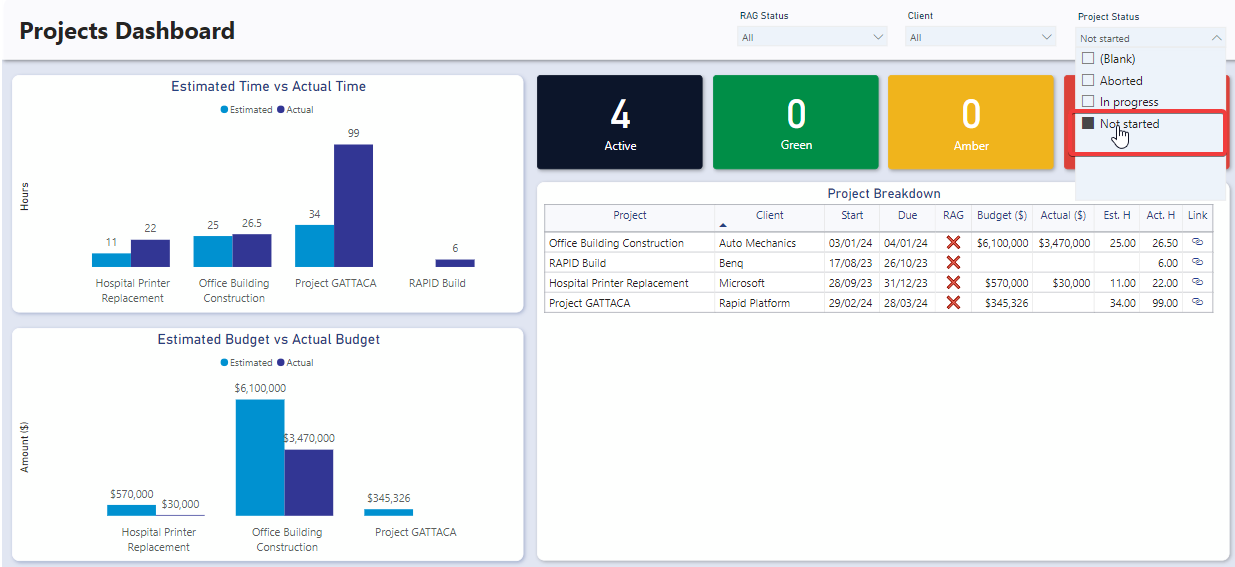 Projects Dashboard
RAG Status
All
Client
All
Project Status
Not started
(Blank)
Aborted
In progress
Not started
Estimated Time vs Actual Time
Estimated Actual
Hours
11 22 25 26.5 34 99 6
Hospital Printer Replacement
Office Building Construction
Project GATTACA
RAPID Build
4
Active
0
Green
0
Amber
Estimated Budget vs Actual Budget
Estimated Actual
Amount ($)
$570,000 $30,000 $6,100,000 $3,470,000 $345,326
Hospital Printer Replacement
Office Building Construction
Project GATTACA
Project Breakdown
Project Client Start Due RAG Budget ($) Actual ($) Est. H Act. H Link
Office Building Construction Auto Mechanics 03/01/24 04/01/24 $6,100,000 $3,470,000 25.00 26.50
RAPID Build Benq 17/08/23 26/10/23 6.00
Hospital Printer Replacement Microsoft 28/09/23 31/12/23 $570,000 $30,000 11.00 22.00
Project GATTACA Rapid Platform 29/02/24 28/03/24 $345,326 34.00 99.00